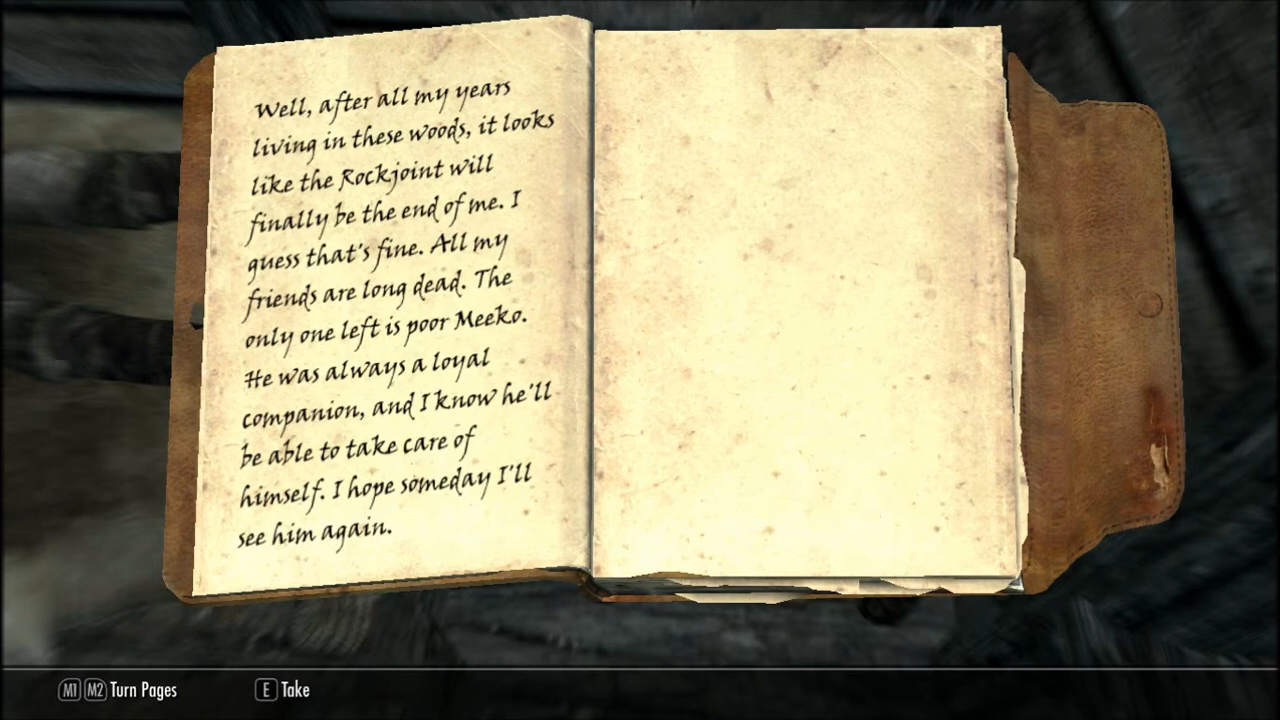 Well, after all my years
living in these woods, it looks
like the Rockjoint will
finally be the end of me. I
guess that's fine. All my
friends are long dead. The
only one left is poor Meeko.
He was always a loyal
companion, and I know he'll
be able to take care of
himself. I hope someday I'll
see him again.
M1 M2 Turn Pages E Take